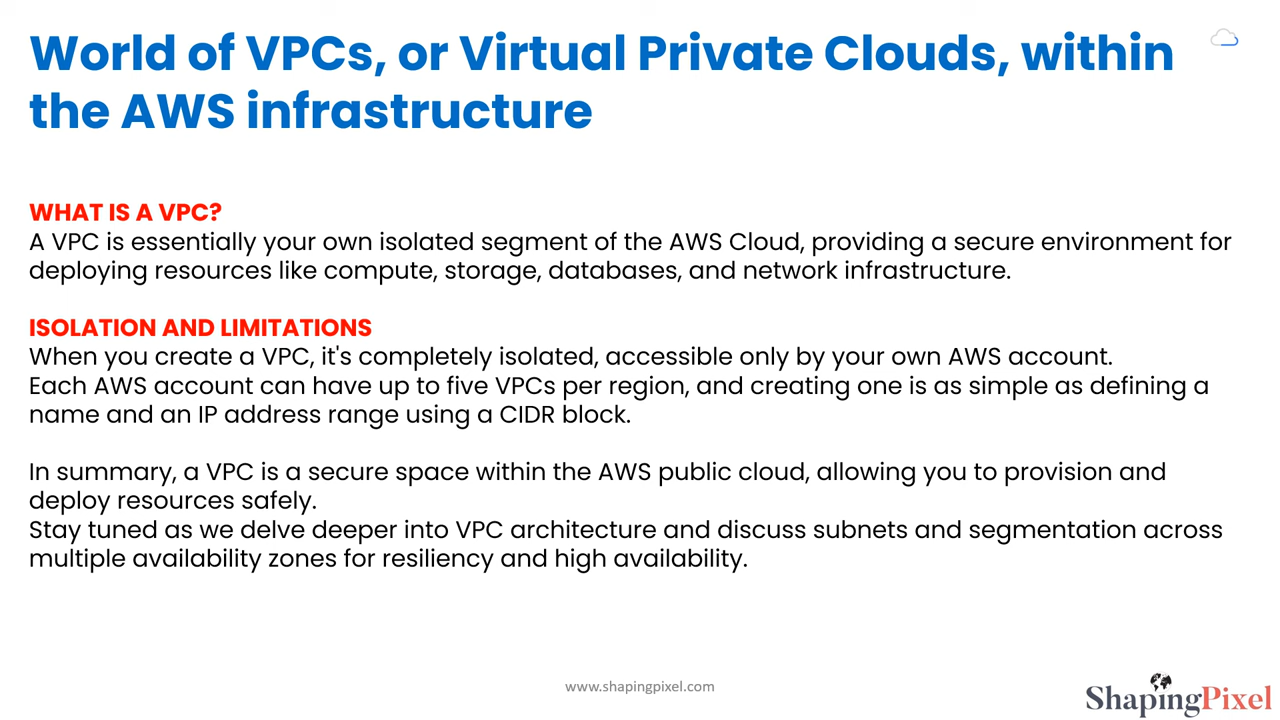 World of VPCs, or Virtual Private Clouds, within
the AWS infrastructure
WHAT IS A VPC?
A VPC is essentially your own isolated segment of the AWS Cloud, providing a secure environment for
deploying resources like compute, storage, databases, and network infrastructure.
ISOLATION AND LIMITATIONS
When you create a VPC, it's completely isolated, accessible only by your own AWS account.
Each AWS account can have up to five VPCs per region, and creating one is as simple as defining a
name and an IP address range using a CIDR block.
In summary, a VPC is a secure space within the AWS public cloud, allowing you to provision and
deploy resources safely.
Stay tuned as we delve deeper into VPC architecture and discuss subnets and segmentation across
multiple availability zones for resiliency and high availability.
www.shapingpixel.com
ShapingPixel